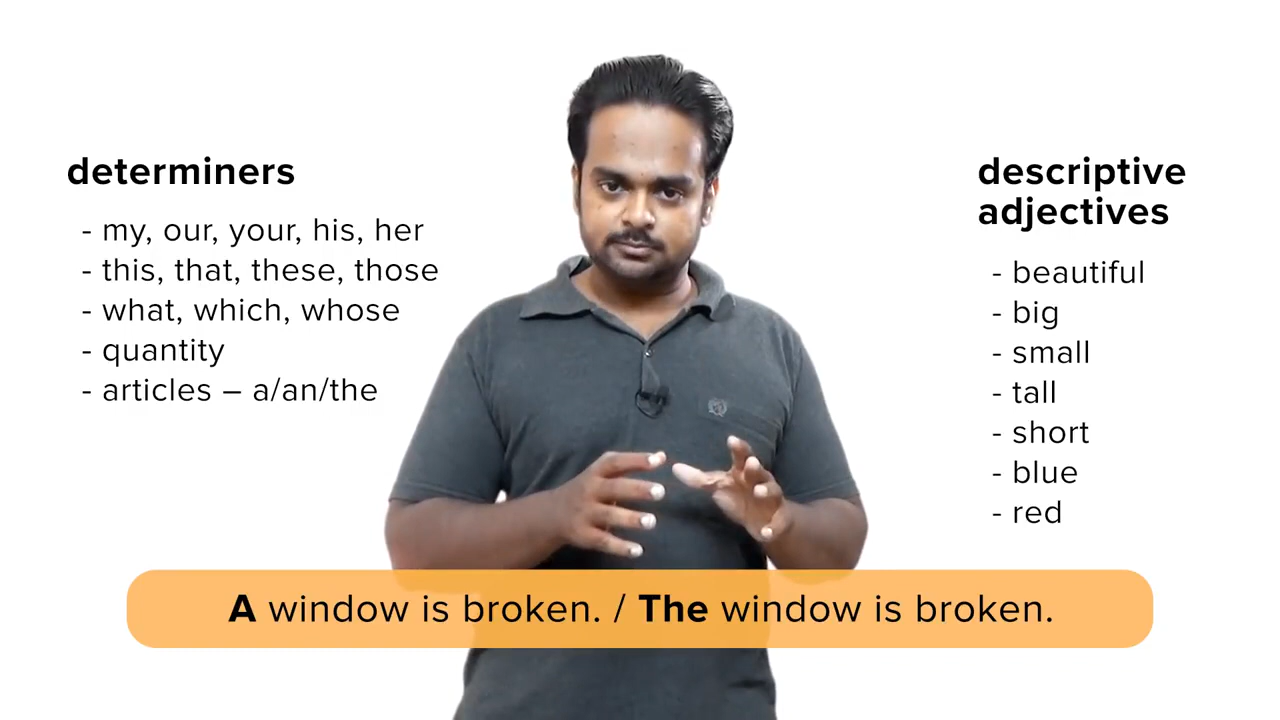 determiners
- my, our, your, his, her
- this, that, these, those
- what, which, whose
- quantity
- articles – a/an/the
descriptive
adjectives
- beautiful
- big
- small
- tall
- short
- blue
- red
A window is broken. / The window is broken.